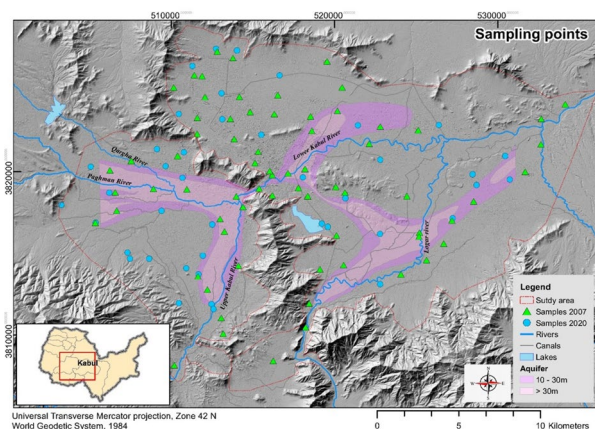 510000 520000 530000
Sampling points
3820000
3810000
Qargha River
Paghman River
Lower Kabul River
Upper Kabul River
Logar river
Legend
Sutdy area
Samples 2007
Samples 2020
Rivers
Canals
Lakes
Aquifer
10 - 30m
> 30m
Kabul
N
W E
S
Universal Transverse Mercator projection, Zone 42 N
World Geodetic System, 1984
0 5 10 Kilometers